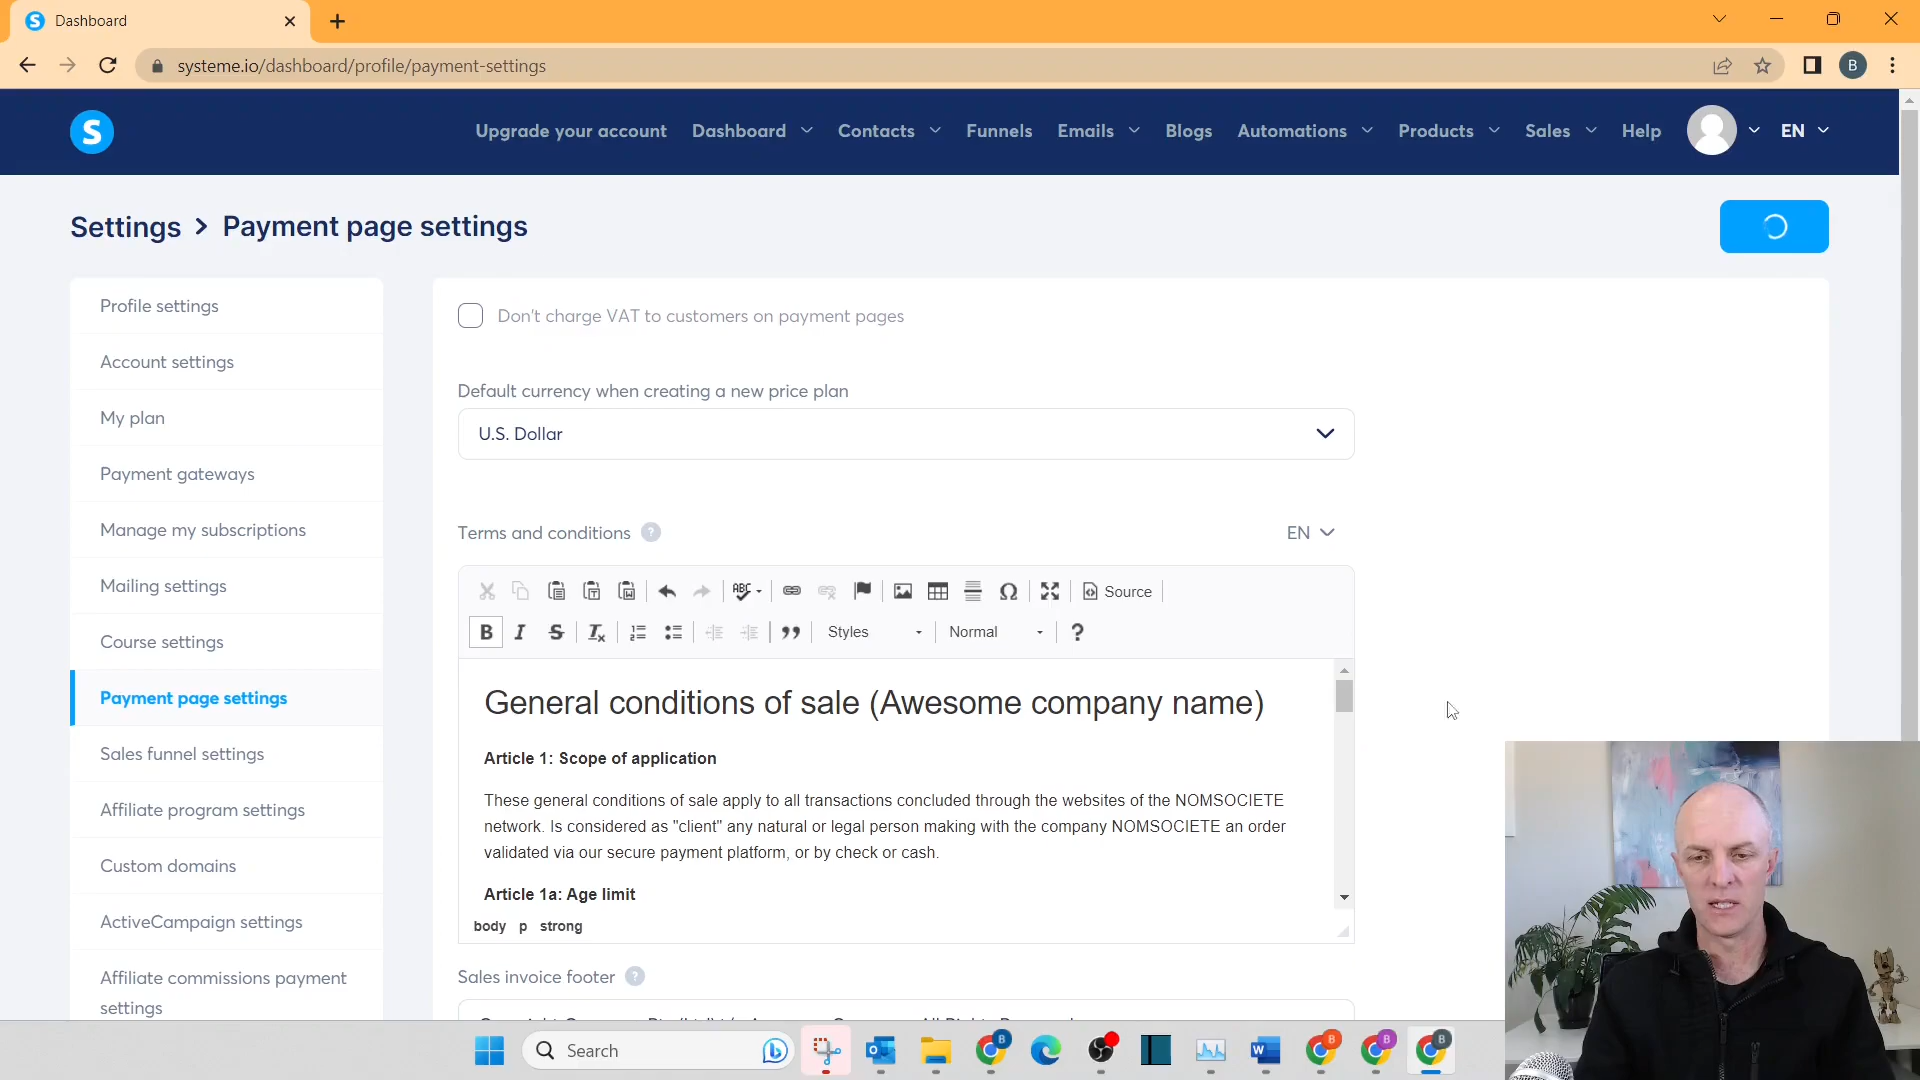 Dashboard
systeme.io/dashboard/profile/payment-settings
B
S
Upgrade your account Dashboard Contacts Funnels Emails Blogs Automations Products Sales Help EN
Settings > Payment page settings
Profile settings
Account settings
My plan
Payment gateways
Manage my subscriptions
Mailing settings
Course settings
Payment page settings
Sales funnel settings
Affiliate program settings
Custom domains
ActiveCampaign settings
Affiliate commissions payment
settings
Don't charge VAT to customers on payment pages
Default currency when creating a new price plan
U.S. Dollar
Terms and conditions ? EN
ABC Ω Source
B I S Tx Styles Normal ?
General conditions of sale (Awesome company name)
Article 1: Scope of application
These general conditions of sale apply to all transactions concluded through the websites of the NOMSOCIETE
network. Is considered as "client" any natural or legal person making with the company NOMSOCIETE an order
validated via our secure payment platform, or by check or cash.
Article 1a: Age limit
body p strong
Sales invoice footer ?
Search